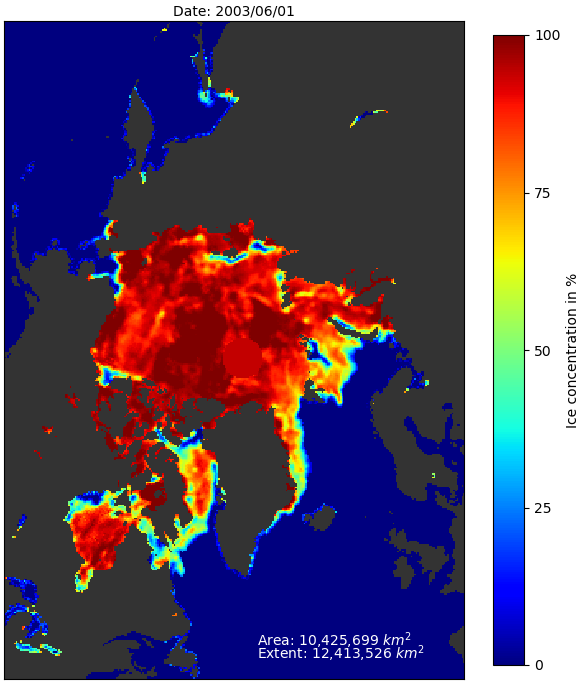 Date: 2003/06/01
100
75
50
25
0
Ice concentration in %
Area: 10,425,699 km²
Extent: 12,413,526 km²